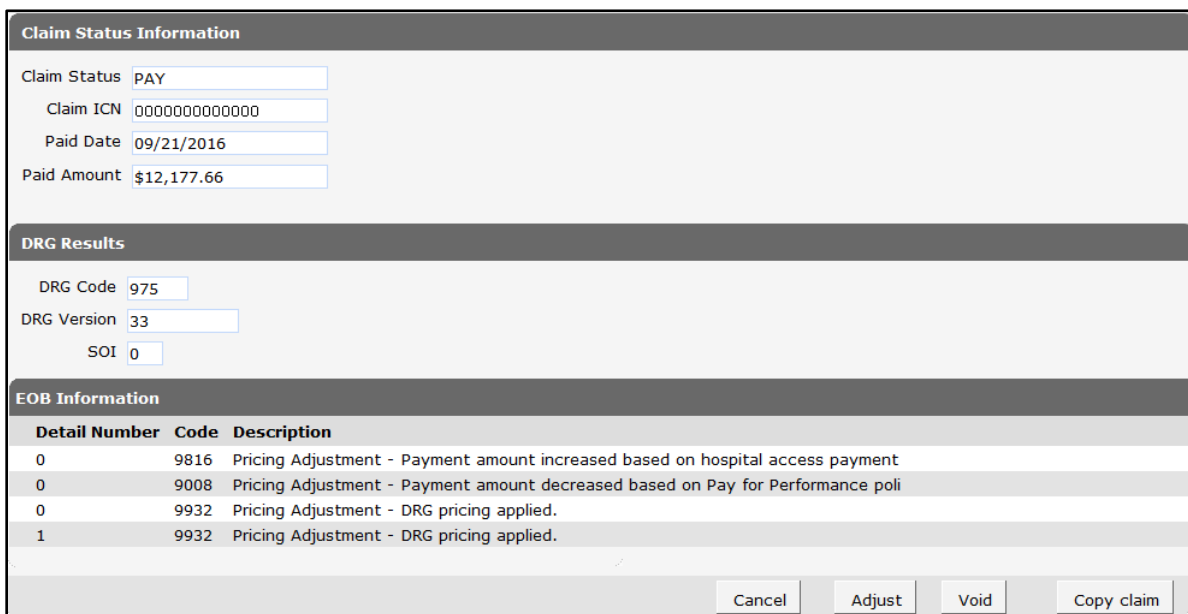 Claim Status Information
Claim Status PAY
Claim ICN 0000000000000
Paid Date 09/21/2016
Paid Amount $12,177.66
DRG Results
DRG Code 975
DRG Version 33
SOI 0
EOB Information
Detail Number Code Description
0 9816 Pricing Adjustment - Payment amount increased based on hospital access payment
0 9008 Pricing Adjustment - Payment amount decreased based on Pay for Performance poli
0 9932 Pricing Adjustment - DRG pricing applied.
1 9932 Pricing Adjustment - DRG pricing applied.
Cancel Adjust Void Copy claim